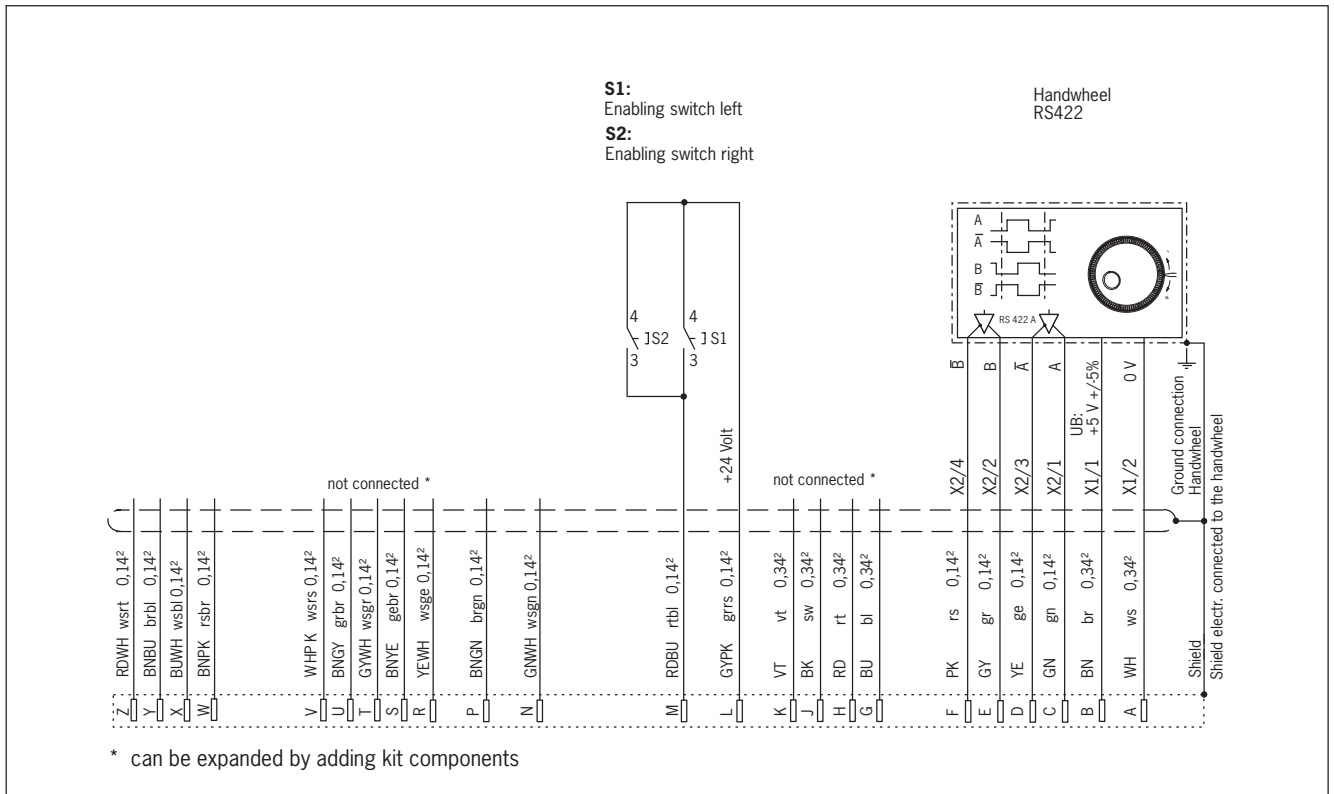 S1:
Enabling switch left
S2:
Enabling switch right
Handwheel
RS422
A
A̅
B
B̅
RS 422 A
-
+
4
4
S2
S1
3
3
+24 Volt
B̅
B
A̅
A
UB:
+5 V +/-5%
0 V
X2/4
X2/2
X2/3
X2/1
X1/1
X1/2
Ground connection
Handwheel
Shield
Shield electr. connected to the handwheel
not connected *
not connected *
RDWH wsrt 0,14²
BNBU brbl 0,14²
BUWH wsbl 0,14²
BNPK rsbr 0,14²
WHPK wsrs 0,14²
BNGY grbr 0,14²
GYWH wsgr 0,14²
BNYE gebr 0,14²
YEWH wsge 0,14²
BNGN brgn 0,14²
GNWH wsgn 0,14²
RDBU rtbl 0,14²
GYPK grrs 0,14²
VT vt 0,34²
BK sw 0,34²
RD rt 0,34²
BU bl 0,34²
PK rs 0,14²
GY gr 0,14²
YE ge 0,14²
GN gn 0,14²
BN br 0,34²
WH ws 0,34²
Z Y X W V U T S R P N M L K J H G F E D C B A
* can be expanded by adding kit components